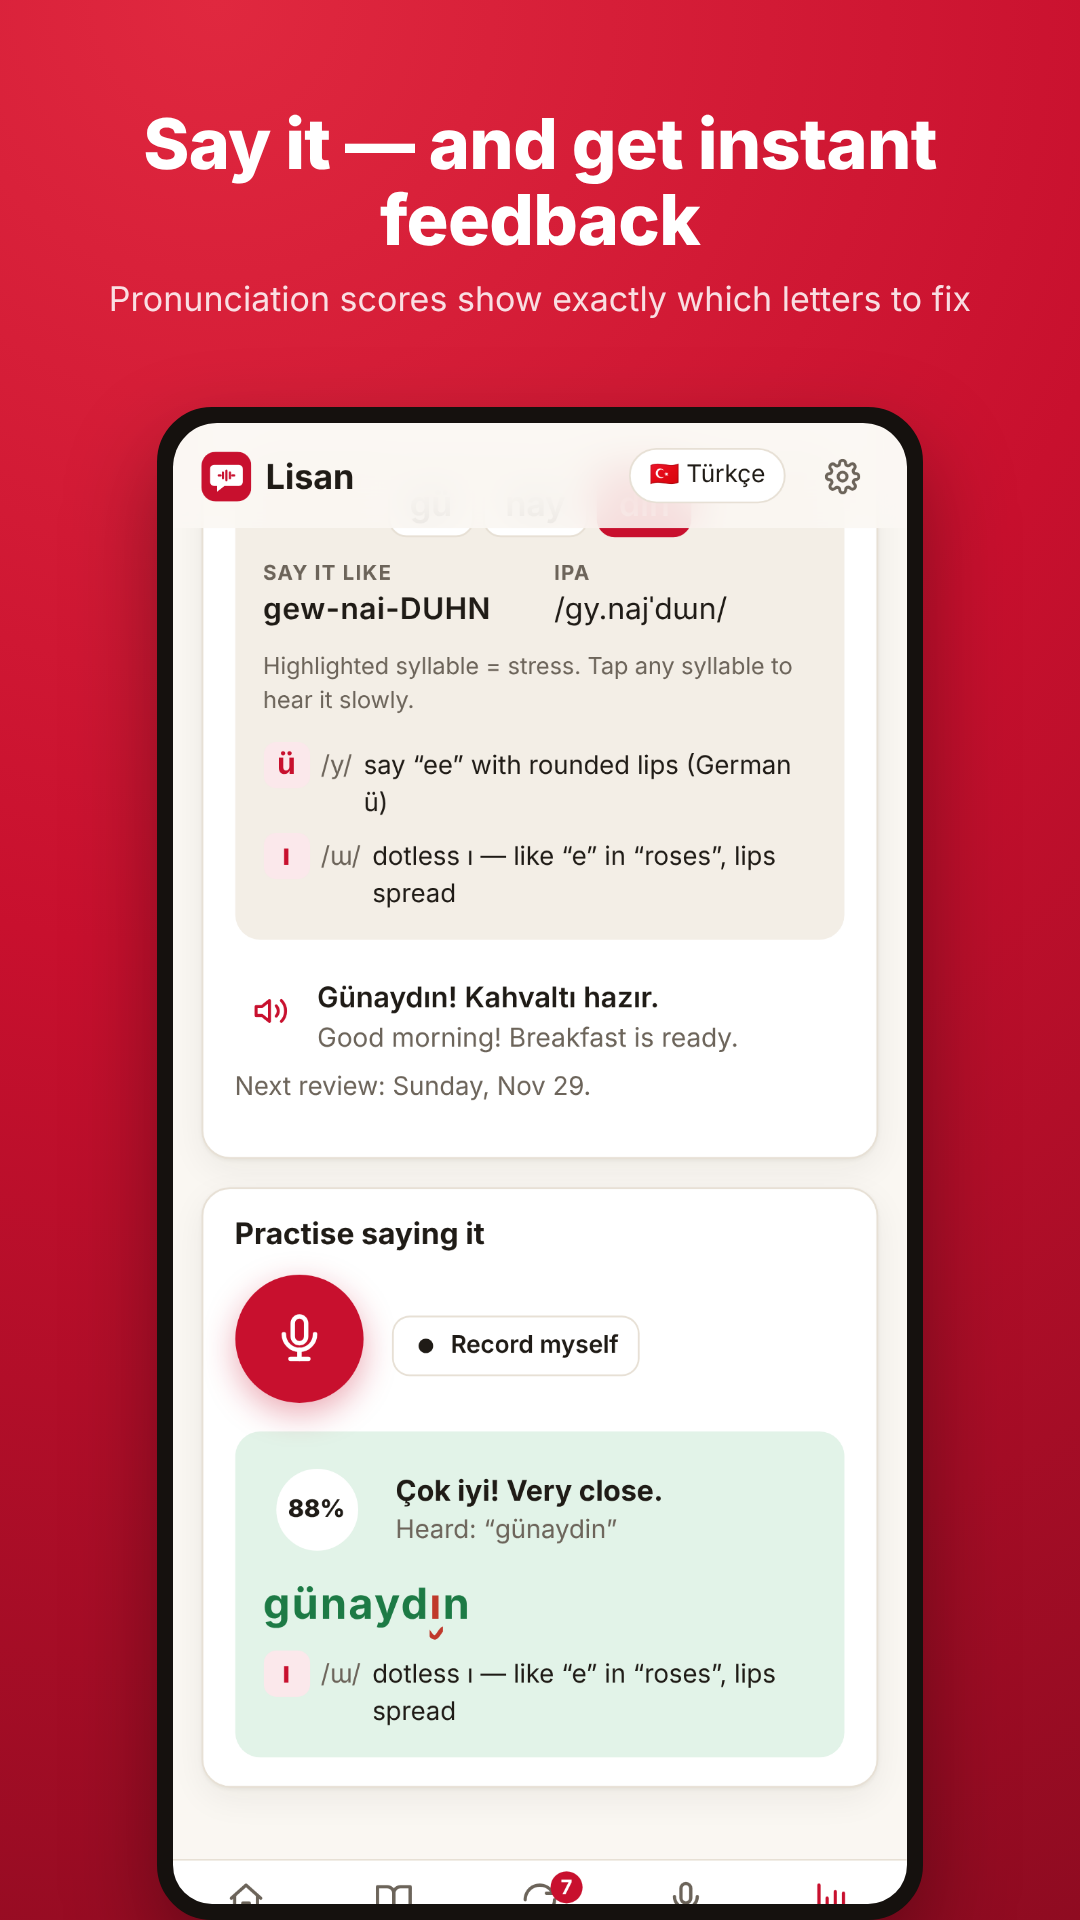 Say it — and get instant
feedback
Pronunciation scores show exactly which letters to fix
Lisan
Türkçe
gü nay dın
SAY IT LIKE
IPA
gew-nai-DUHN
/gy.najˈdɯn/
Highlighted syllable = stress. Tap any syllable to
hear it slowly.
ü /y/ say “ee” with rounded lips (German
ü)
ı /ɯ/ dotless ı — like “e” in “roses”, lips
spread
Günaydın! Kahvaltı hazır.
Good morning! Breakfast is ready.
Next review: Sunday, Nov 29.
Practise saying it
Record myself
88%
Çok iyi! Very close.
Heard: “günaydin”
günaydın
ı /ɯ/ dotless ı — like “e” in “roses”, lips
spread
7